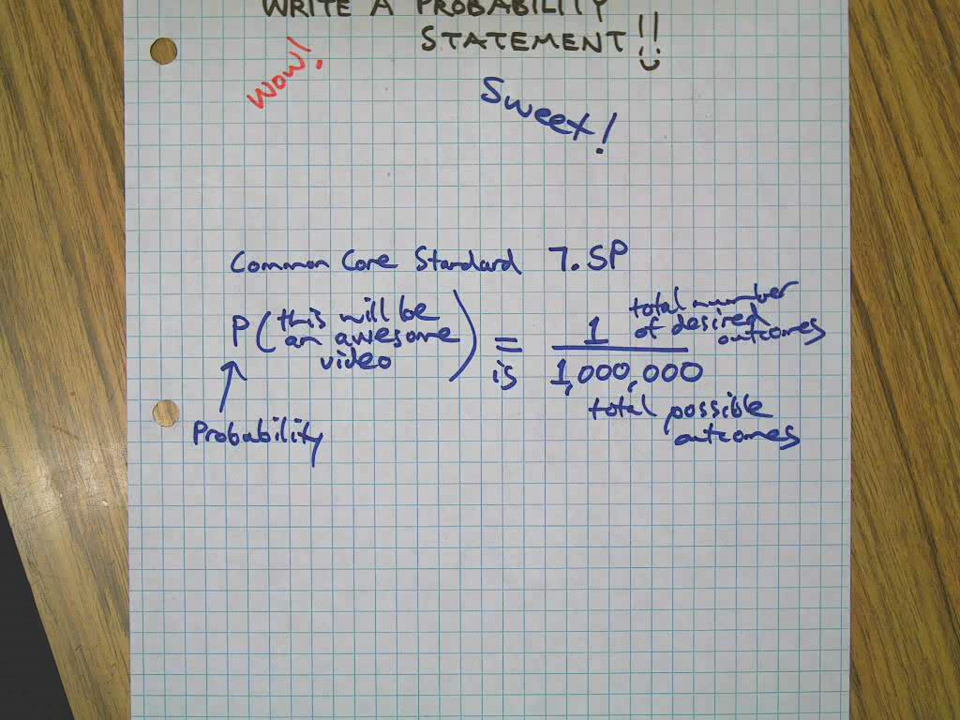 WRITE A PROBABILITY
STATEMENT!!
Wow!
Sweet!
Common Core Standard 7.SP
P (this will be an awesome video) = 1 / 1,000,000
is
total number
of desired
outcomes
total possible
outcomes
Probability